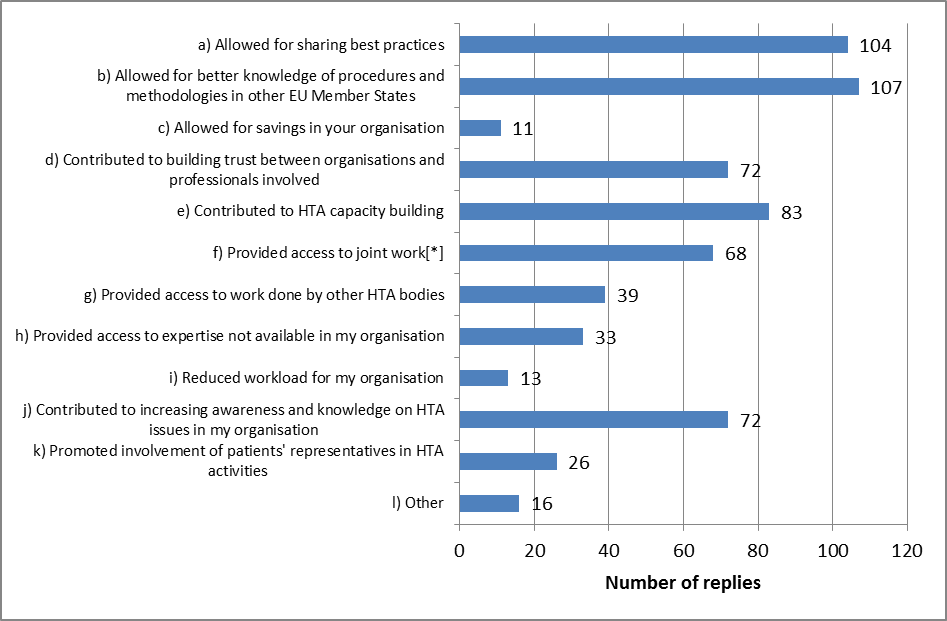 a) Allowed for sharing best practices
104
b) Allowed for better knowledge of procedures and
methodologies in other EU Member States
107
c) Allowed for savings in your organisation
11
d) Contributed to building trust between organisations and
professionals involved
72
e) Contributed to HTA capacity building
83
f) Provided access to joint work[*]
68
g) Provided access to work done by other HTA bodies
39
h) Provided access to expertise not available in my organisation
33
i) Reduced workload for my organisation
13
j) Contributed to increasing awareness and knowledge on HTA
issues in my organisation
72
k) Promoted involvement of patients' representatives in HTA
activities
26
l) Other
16
0 20 40 60 80 100 120
Number of replies